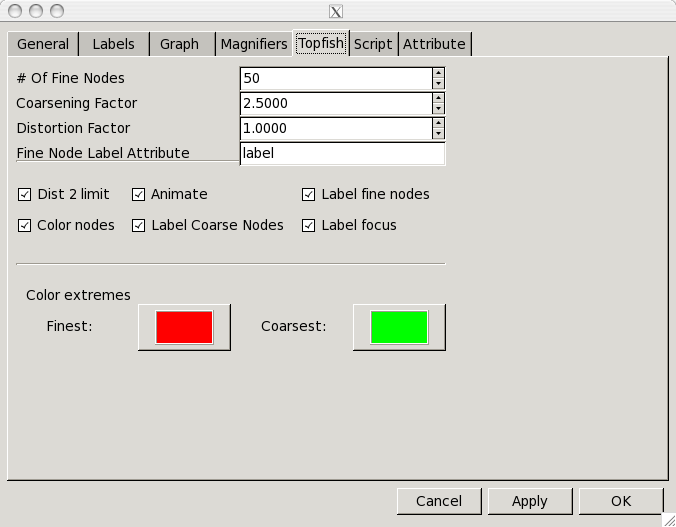 General Labels Graph Magnifiers Topfish Script Attribute
# Of Fine Nodes 50
Coarsening Factor 2.5000
Distortion Factor 1.0000
Fine Node Label Attribute label
Dist 2 limit Animate Label fine nodes
Color nodes Label Coarse Nodes Label focus
Color extremes
Finest: Coarsest:
Cancel Apply OK